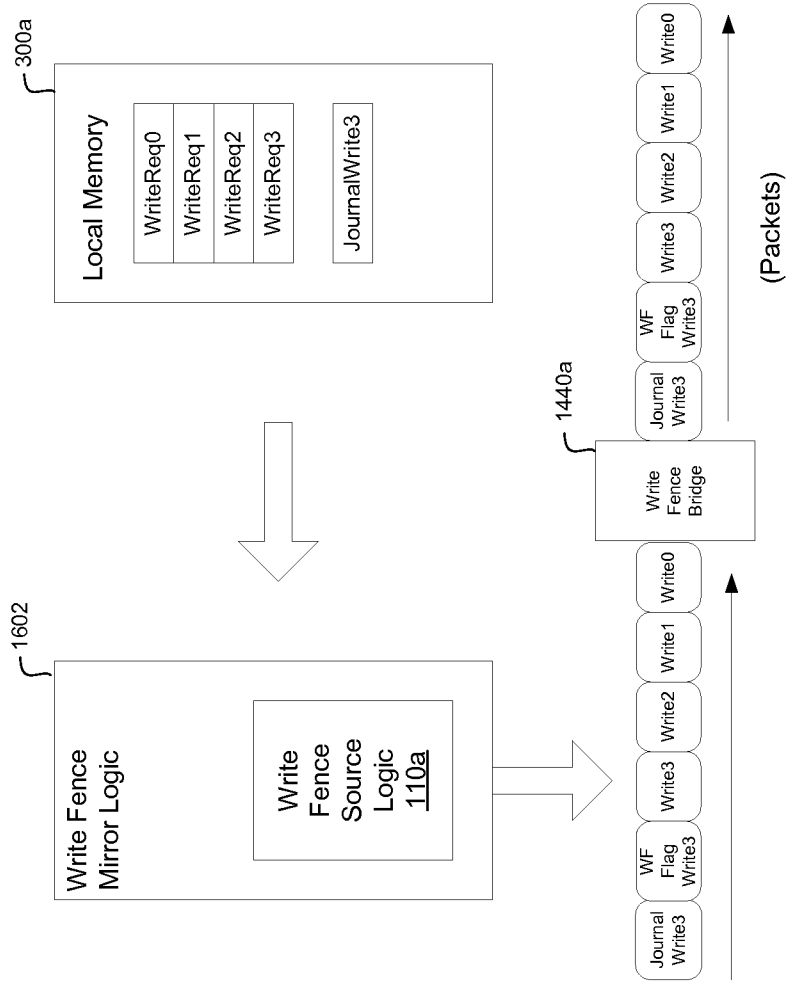 Write Fence
Mirror Logic
1602
Write
Fence
Source
Logic
110a
Local Memory
300a
WriteReq0
WriteReq1
WriteReq2
WriteReq3
JournalWrite3
Journal
Write3
WF
Flag
Write3
Write3
Write2
Write1
Write0
Write
Fence
Bridge
1440a
Journal
Write3
WF
Flag
Write3
Write3
Write2
Write1
Write0
(Packets)